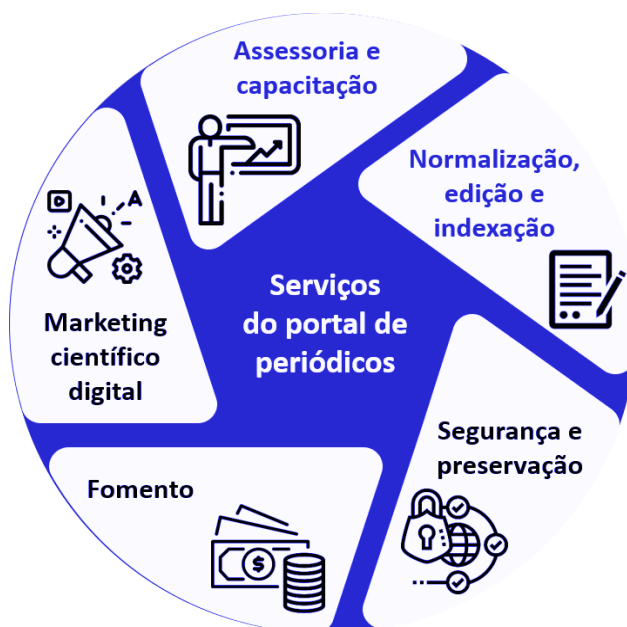 Assessoria e
capacitação
Normalização,
edição e
indexação
Serviços
do portal de
periódicos
Marketing
científico
digital
Segurança e
preservação
Fomento
A
$